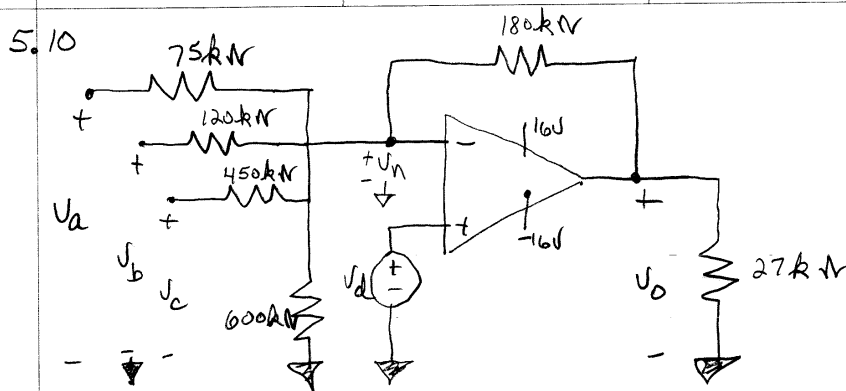 5.10
180kΩ
75kΩ
+
120kΩ
+
450kΩ
+
16V
-
+ Vn
-
+
-16V
Va
Vb
Vc
Vd
+
-
600kΩ
+
Vo
27kΩ
-
- - -